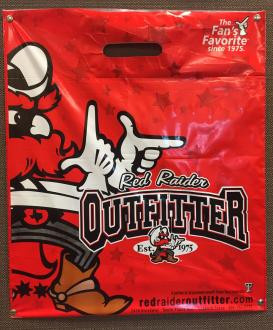 The
Fan's
Favorite
since 1975.
Red Raider
OUTFITTER
Est. 1975
redraideroutfitter.com